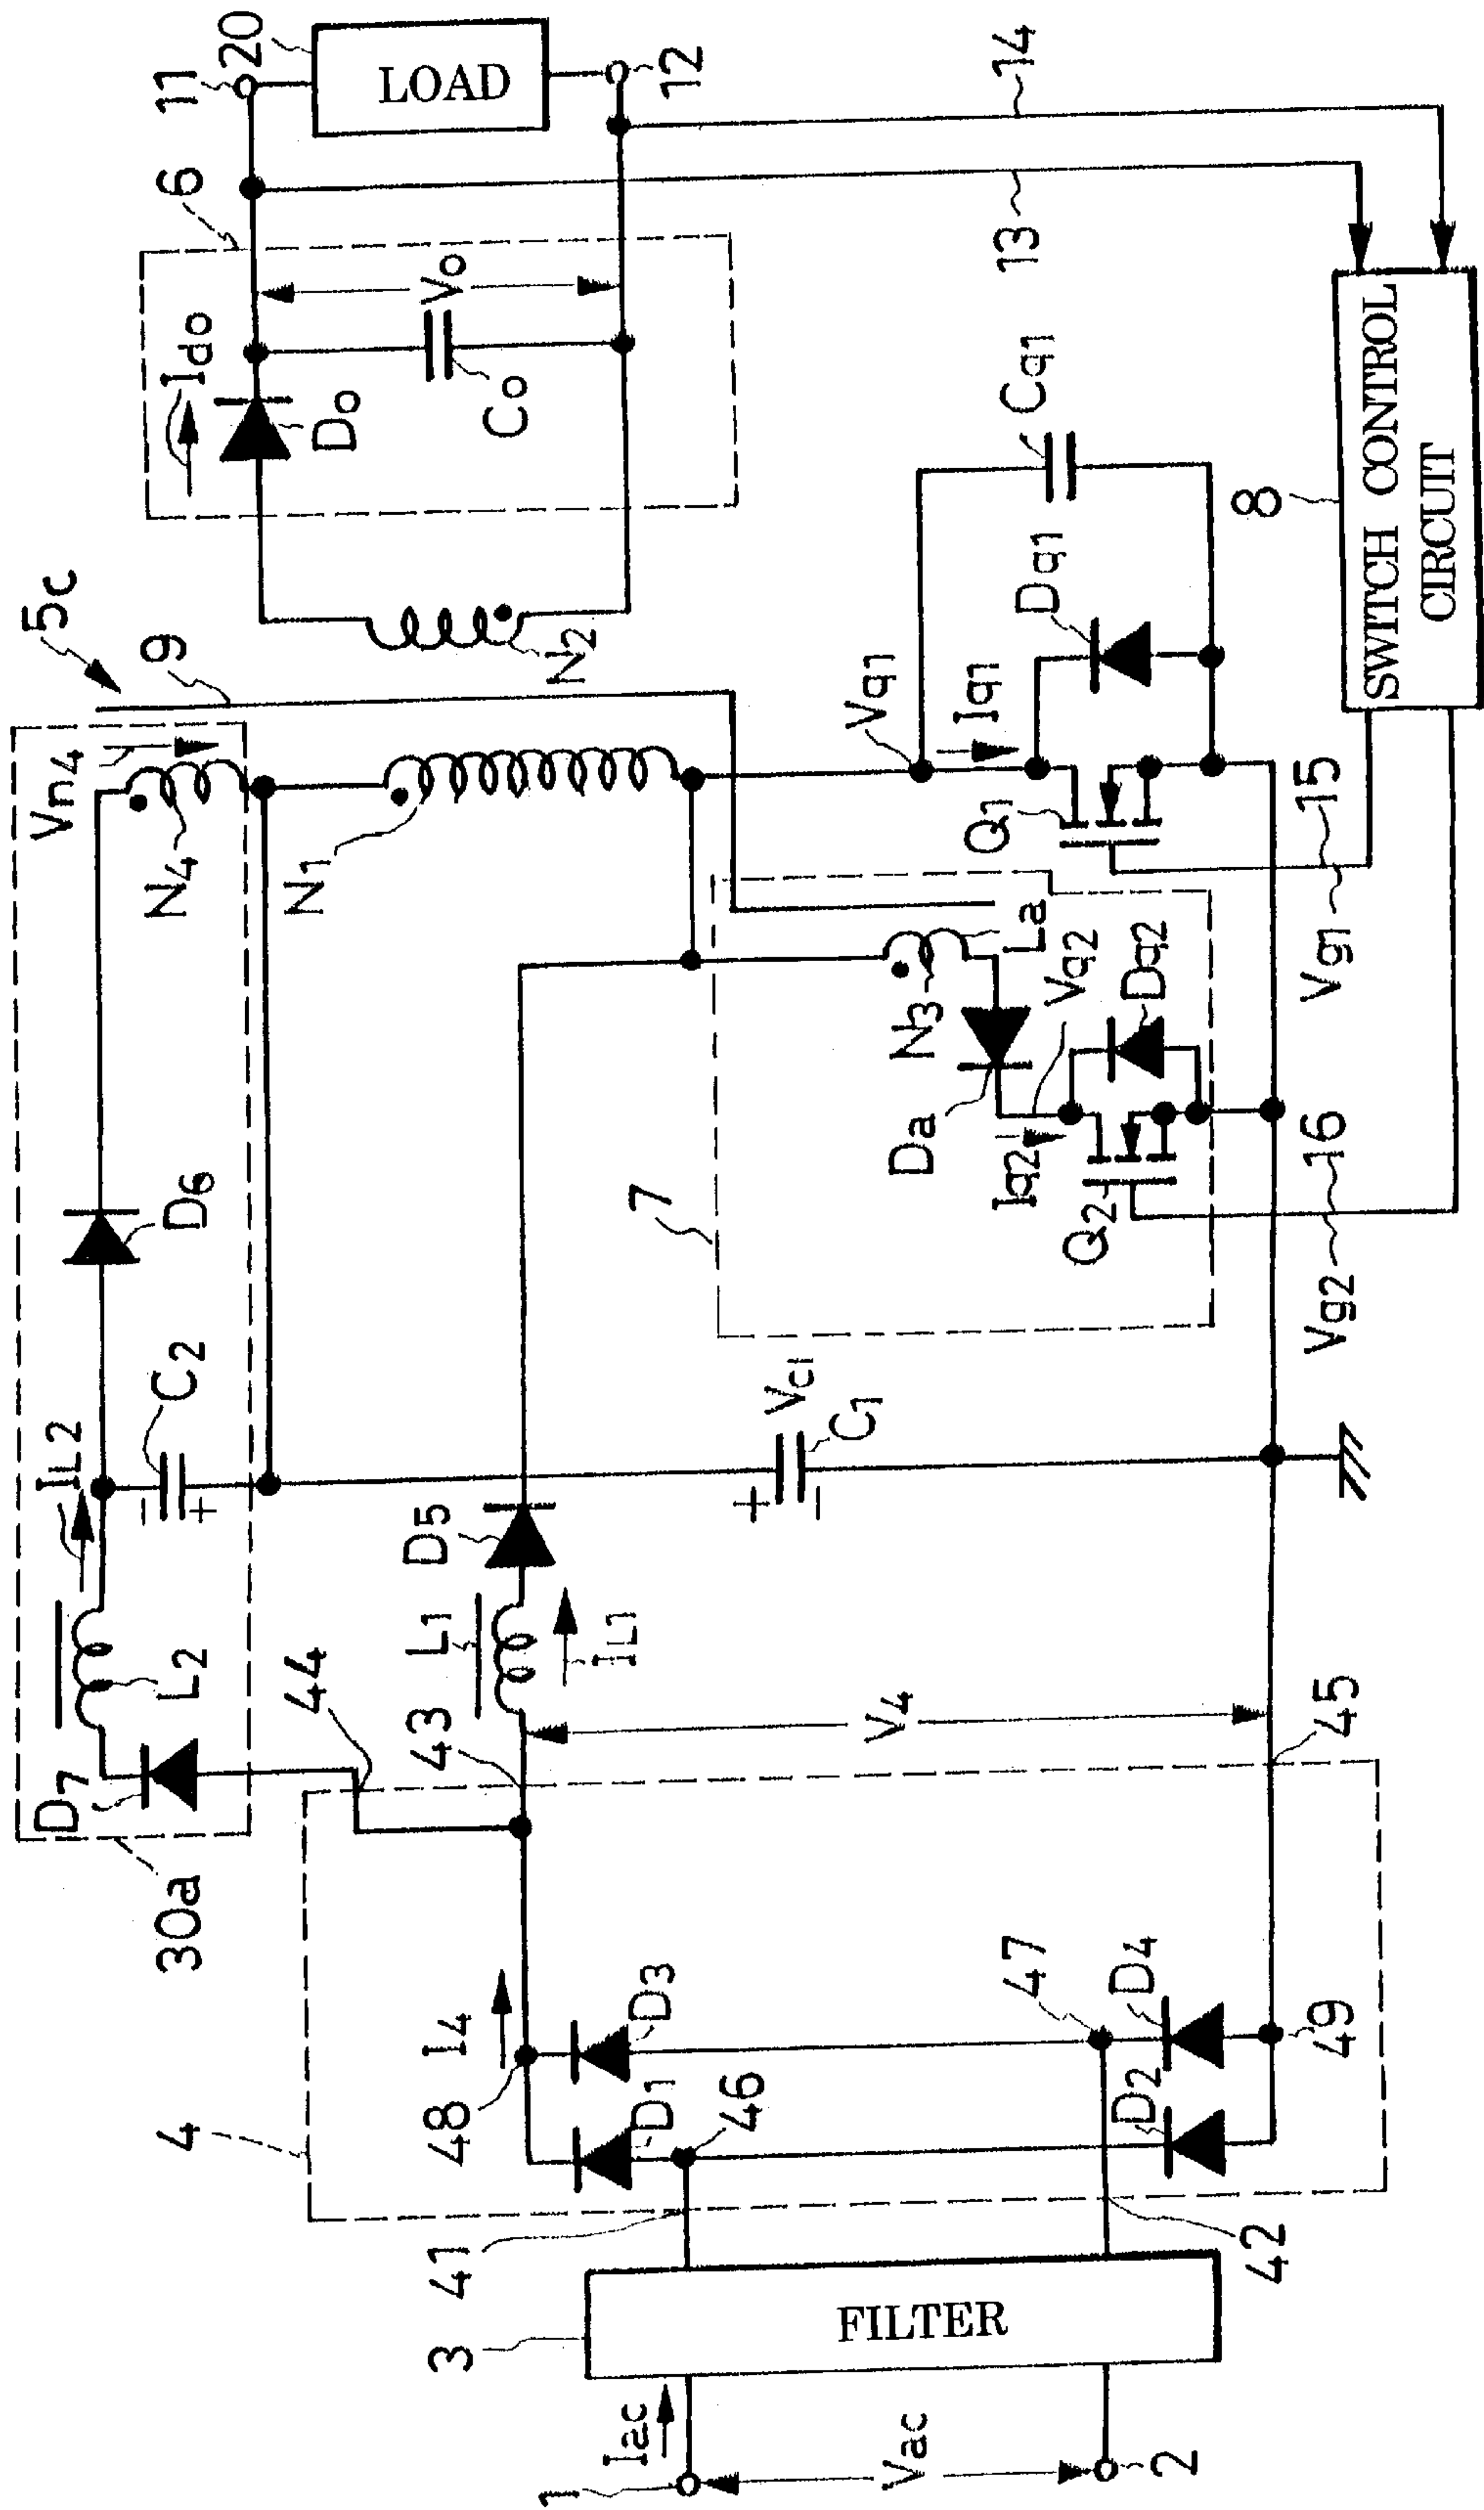 5c
30a
D7
L2
IL2
C2
D6
Vn4
N4
9
6
11
20
LOAD
12
Ido
Do
Vo
Co
N2
N1
44
4
48
I4
43
L1
IL1
D5
D3
D1
46
47
D4
D2
49
45
V4
Vc1
C1
+
−
−
+
7
N3
La
Da
Vq2
Iq2
Q2
Dq2
Vq1
Iq1
Q1
Dq1
Cq1
13
14
8
SWITCH CONTROL
CIRCUIT
Vg1
15
Vg2
16
3
FILTER
41
42
1
Iac
Vac
2